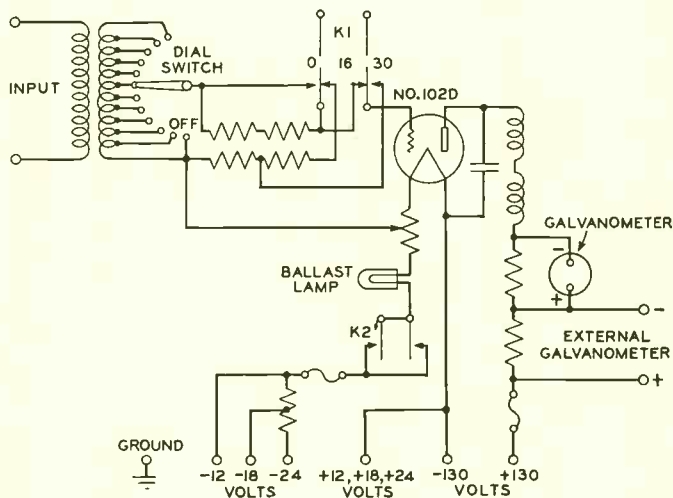 K1
DIAL
SWITCH
0 16 30
INPUT
NO. 102D
OFF
GALVANOMETER
-
+
BALLAST
LAMP
-
K2
EXTERNAL
GALVANOMETER
+
GROUND
-12 -18 -24
VOLTS
+12,+18,+24
-130 +130
VOLTS